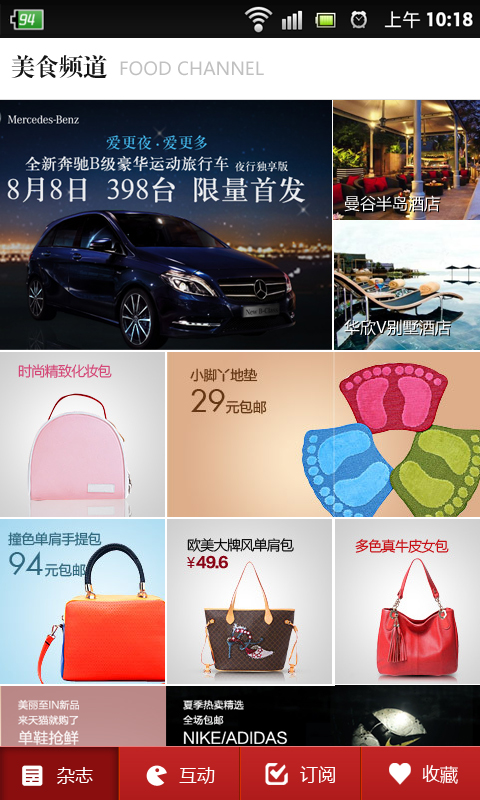 94
上午 10:18
美食频道 FOOD CHANNEL
Mercedes-Benz
爱更夜·爱更多
全新奔驰B级豪华运动旅行车 夜行独享版
8月8日 398台 限量首发
New B-Class
曼谷半岛酒店
华欣V别墅酒店
时尚精致化妆包
小脚丫地垫
29元包邮
撞色单肩手提包
94元包邮
欧美大牌风单肩包
¥49.6
多色真牛皮女包
美丽至IN新品
来天猫就购了
单鞋抢鲜
夏季热卖精选
全场包邮
NIKE/ADIDAS
杂志
互动
订阅
收藏